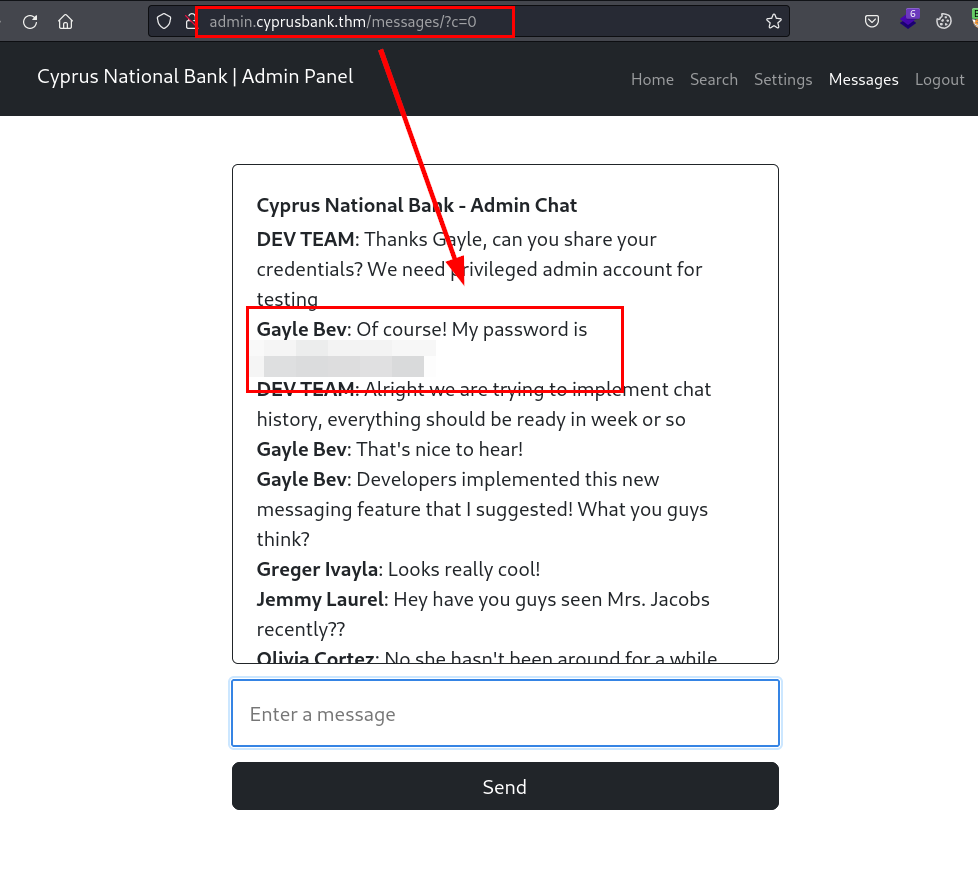 admin.cyprusbank.thm/messages/?c=0
6
Cyprus National Bank | Admin Panel
Home Search Settings Messages Logout
Cyprus National Bank - Admin Chat
DEV TEAM: Thanks Gayle, can you share your
credentials? We need privileged admin account for
testing
Gayle Bev: Of course! My password is
DEV TEAM: Alright we are trying to implement chat
history, everything should be ready in week or so
Gayle Bev: That's nice to hear!
Gayle Bev: Developers implemented this new
messaging feature that I suggested! What you guys
think?
Greger Ivayla: Looks really cool!
Jemmy Laurel: Hey have you guys seen Mrs. Jacobs
recently??
Olivia Cortez: No she hasn't been around for a while
Enter a message
Send